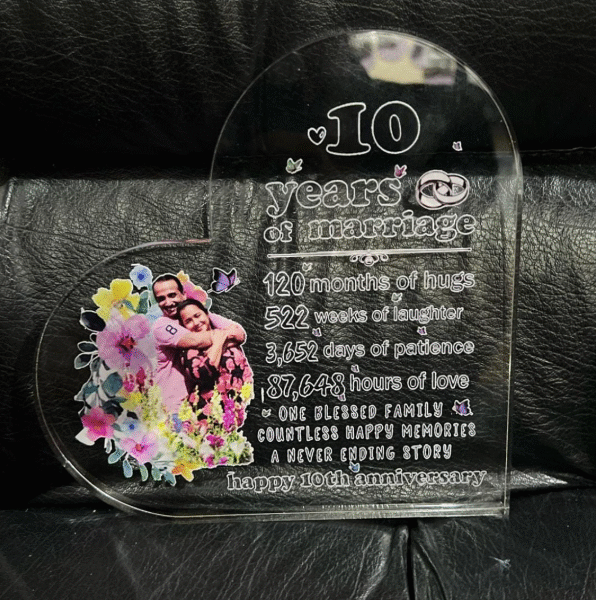 10
years
of marriage
120 months of hugs
522 weeks of laughter
3,652 days of patience
87,648 hours of love
ONE BLESSED FAMILY
COUNTLESS HAPPY MEMORIES
A NEVER ENDING STORY
happy 10th anniversary
8